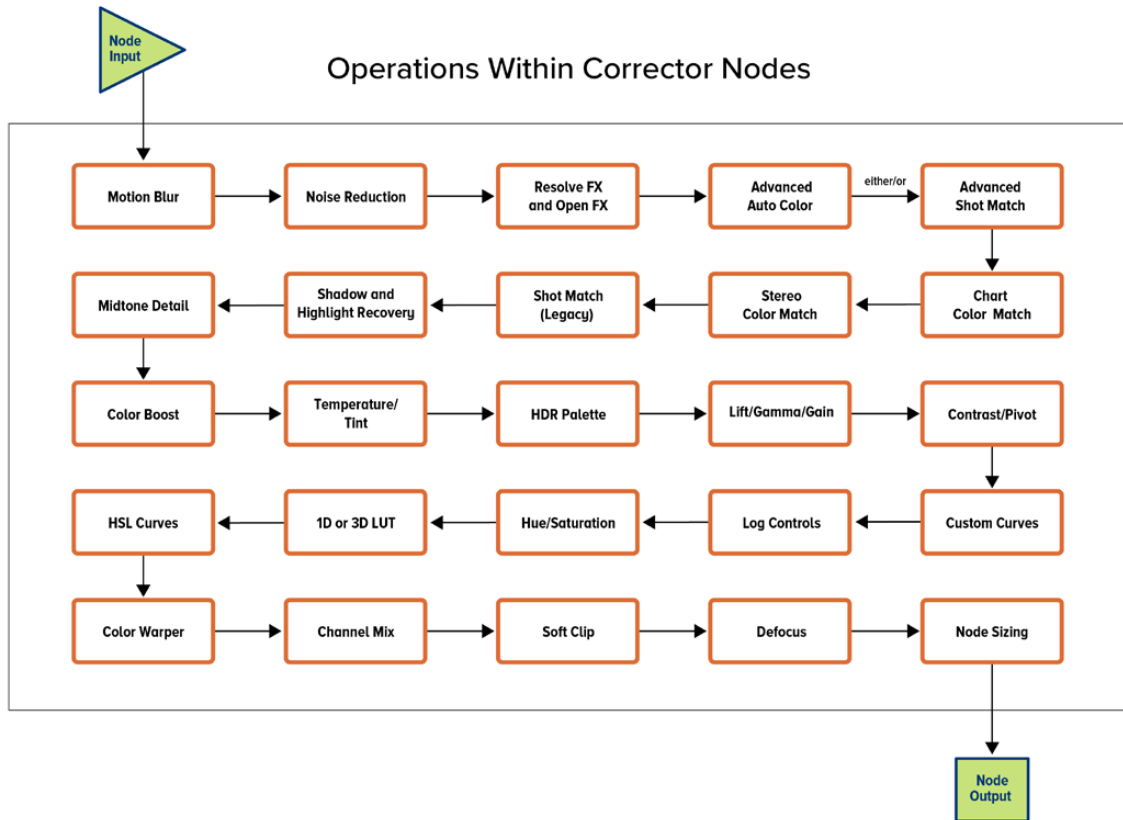 Node
Input
Operations Within Corrector Nodes
Motion Blur
Noise Reduction
Resolve FX
and Open FX
Advanced
Auto Color
either/or
Advanced
Shot Match
Midtone Detail
Shadow and
Highlight Recovery
Shot Match
(Legacy)
Stereo
Color Match
Chart
Color Match
Color Boost
Temperature/
Tint
HDR Palette
Lift/Gamma/Gain
Contrast/Pivot
HSL Curves
1D or 3D LUT
Hue/Saturation
Log Controls
Custom Curves
Color Warper
Channel Mix
Soft Clip
Defocus
Node Sizing
Node
Output